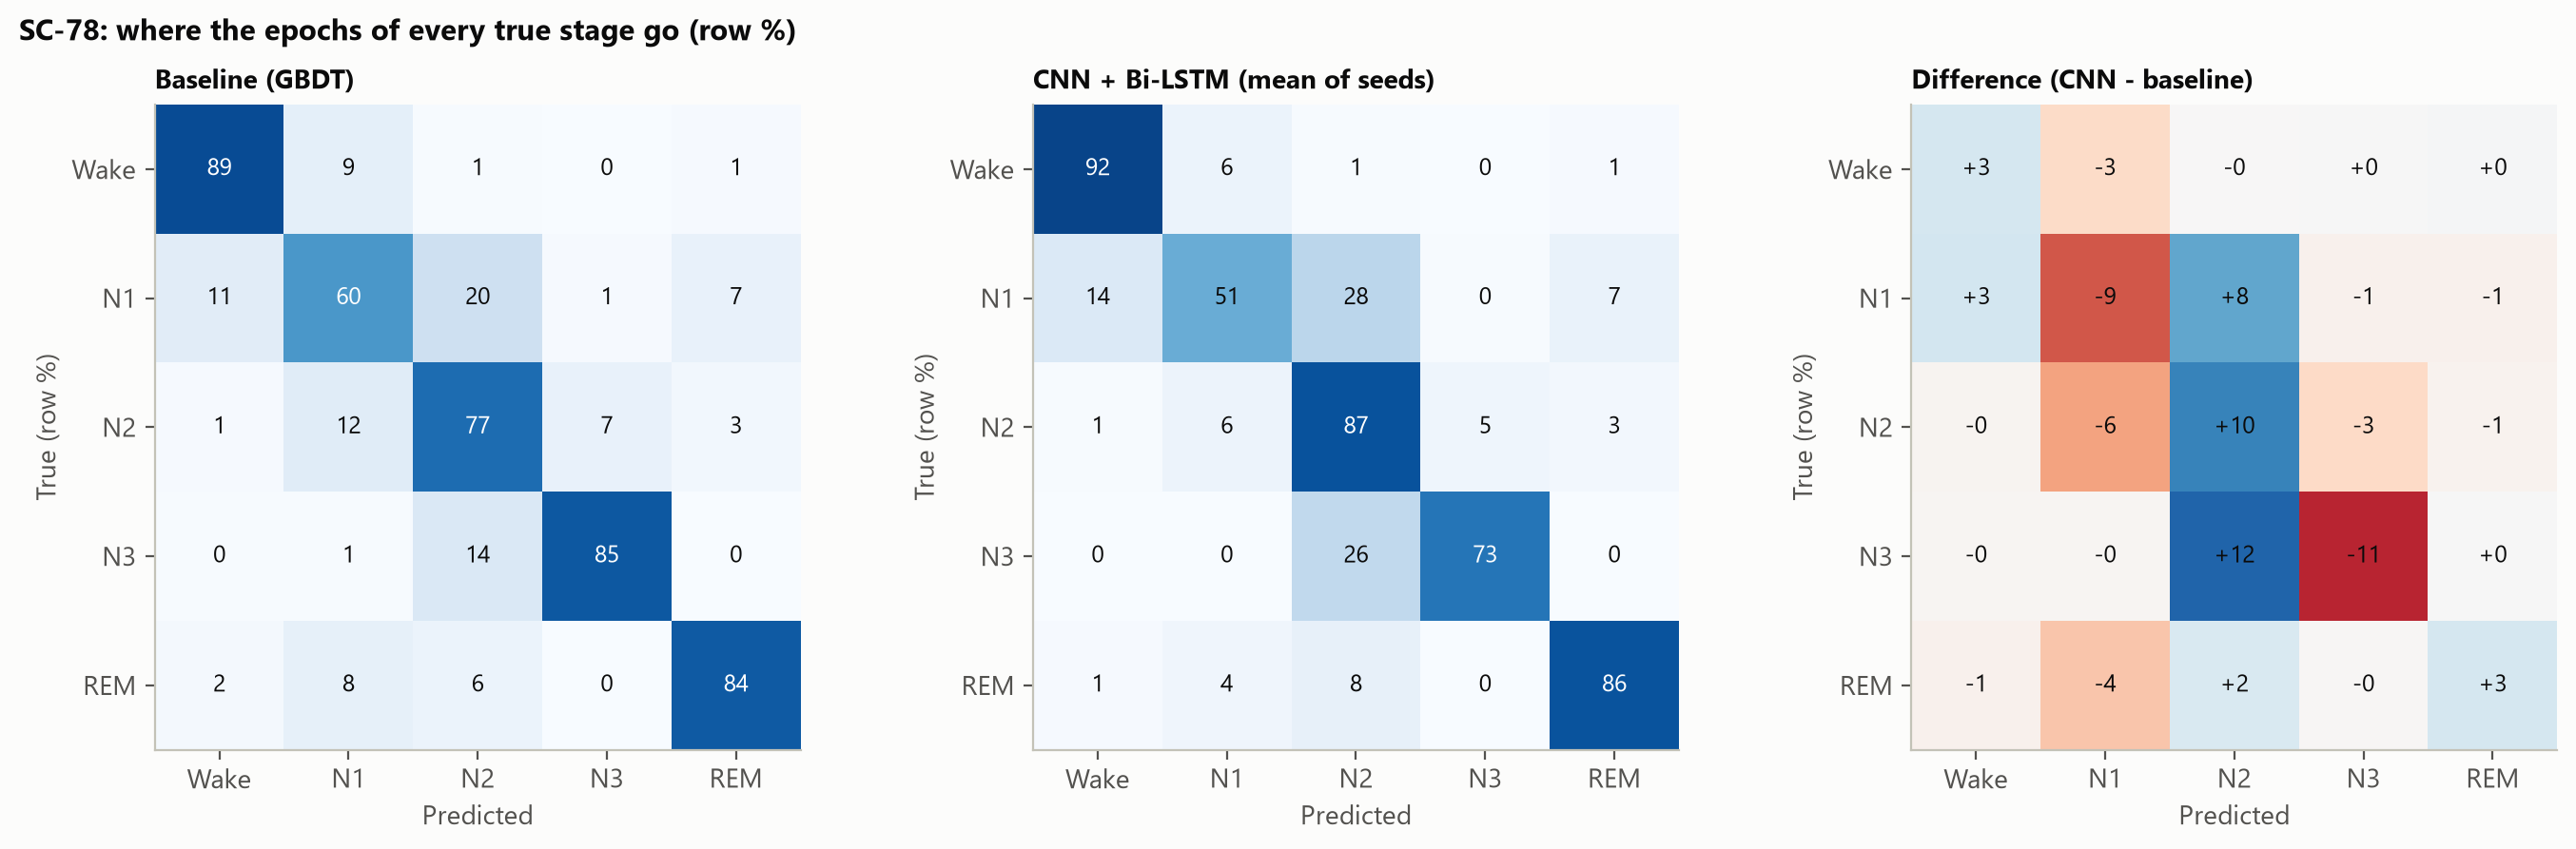 SC-78: where the epochs of every true stage go (row %)
Baseline (GBDT)
True (row %)
Wake 89 9 1 0 1
N1 11 60 20 1 7
N2 1 12 77 7 3
N3 0 1 14 85 0
REM 2 8 6 0 84
Wake N1 N2 N3 REM
Predicted
CNN + Bi-LSTM (mean of seeds)
True (row %)
Wake 92 6 1 0 1
N1 14 51 28 0 7
N2 1 6 87 5 3
N3 0 0 26 73 0
REM 1 4 8 0 86
Wake N1 N2 N3 REM
Predicted
Difference (CNN - baseline)
True (row %)
Wake +3 -3 -0 +0 +0
N1 +3 -9 +8 -1 -1
N2 -0 -6 +10 -3 -1
N3 -0 -0 +12 -11 +0
REM -1 -4 +2 -0 +3
Wake N1 N2 N3 REM
Predicted